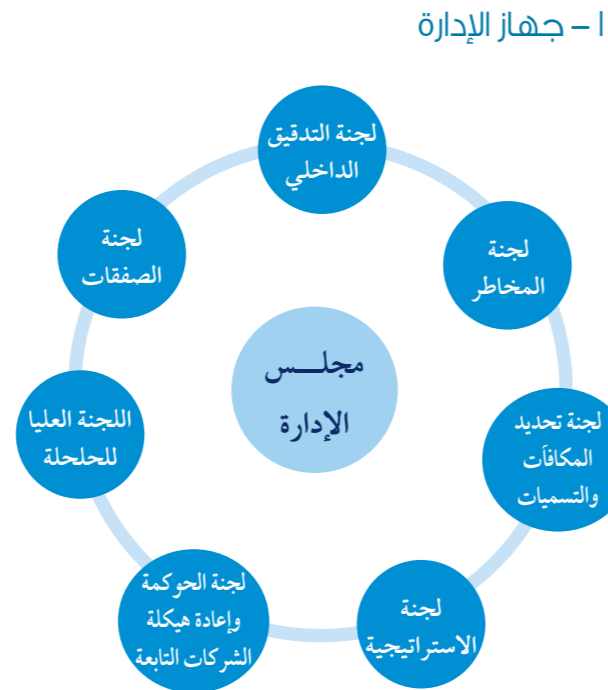 I – جهاز الإدارة
لجنة التدقيق
الداخلي
لجنة
المخاطر
لجنة تحديد
المكافآت
والتسميات
لجنة
الاستراتيجية
لجنة الحوكمة
وإعادة هيكلة
الشركات التابعة
اللجنة العليا
للحلحلة
لجنة
الصفقات
مجلـــس
الإدارة